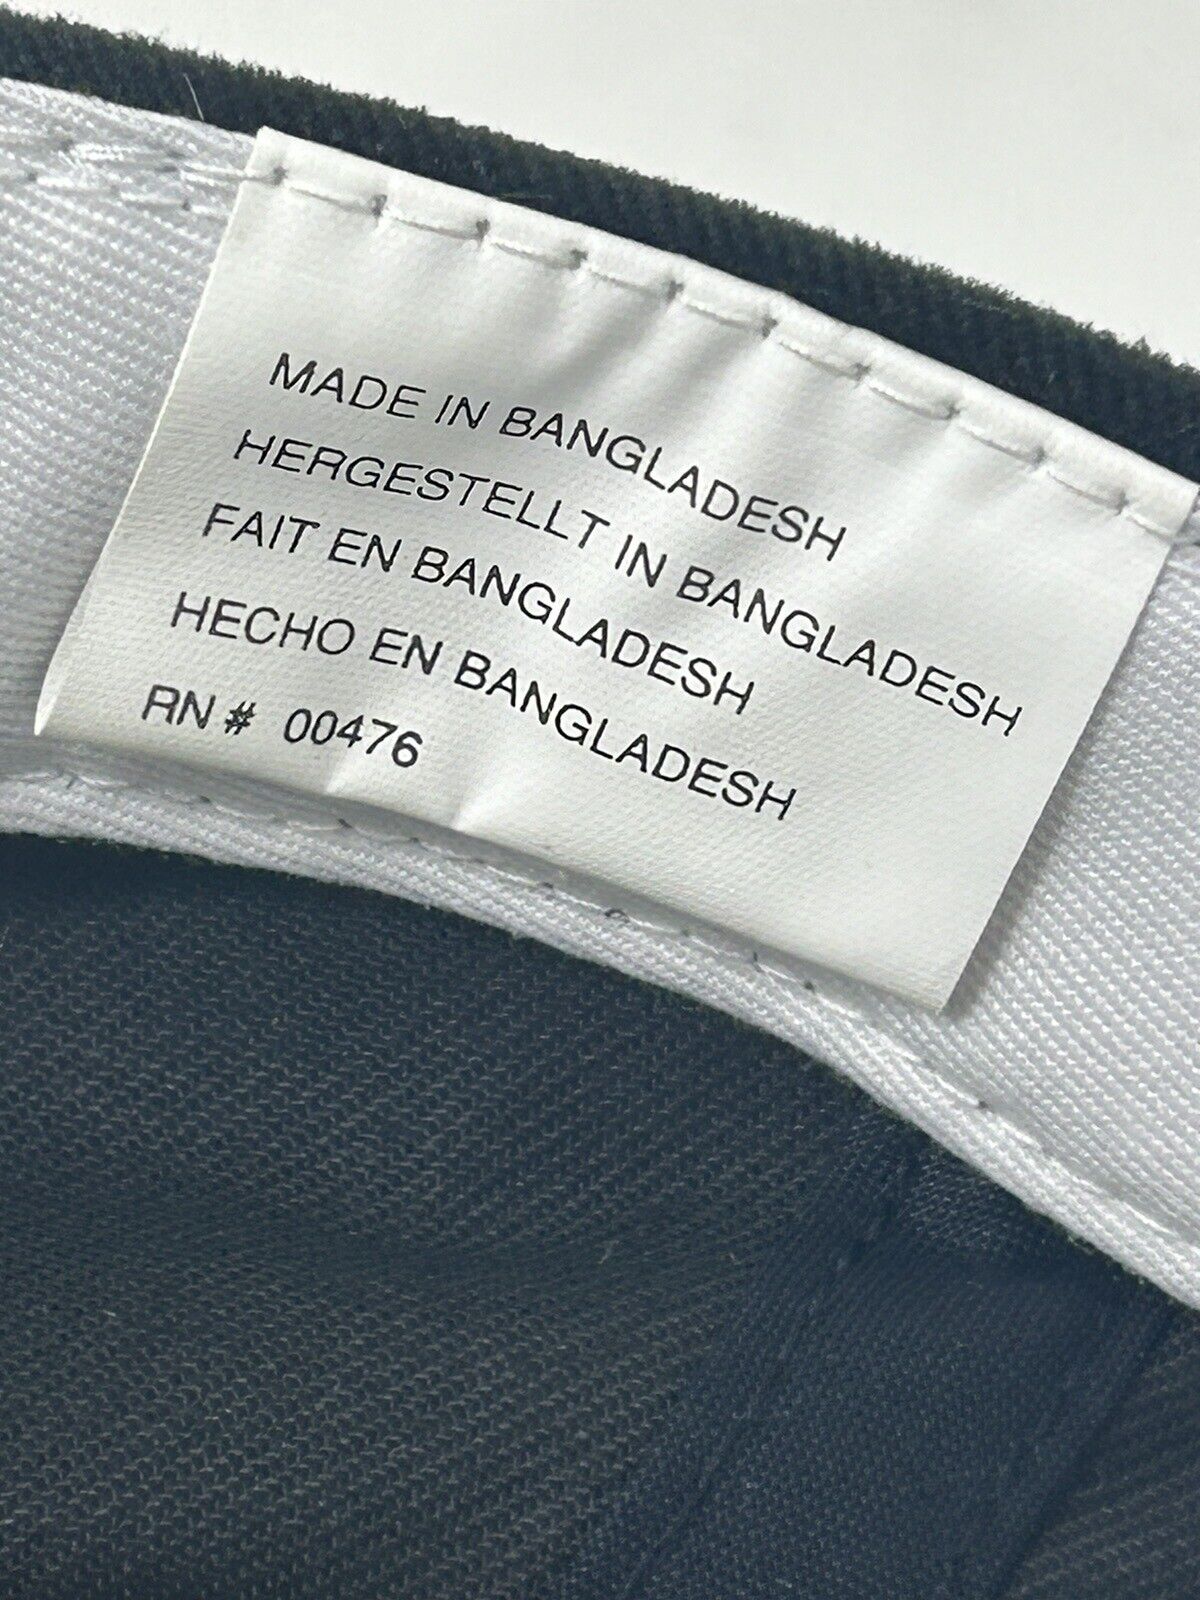 MADE IN BANGLADESH
HERGESTELLT IN BANGLADESH
FAIT EN BANGLADESH
HECHO EN BANGLADESH
RN # 00476